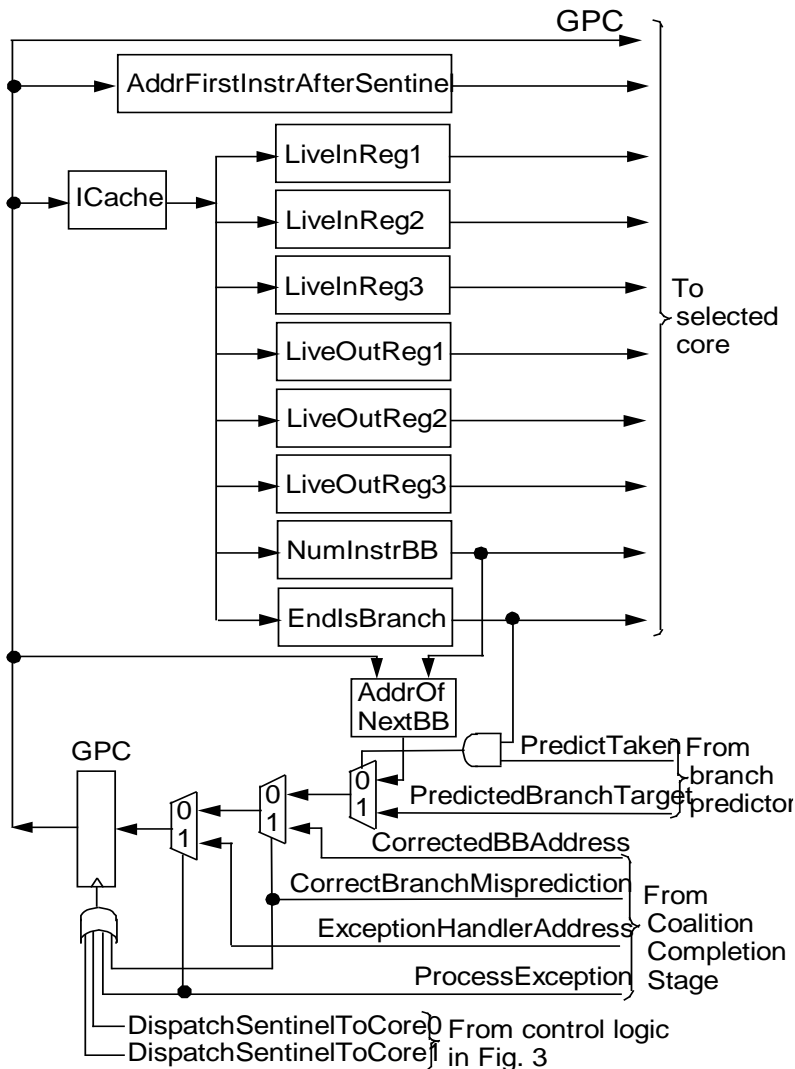 GPC
AddrFirstInstrAfterSentinel
LiveInReg1
ICache
LiveInReg2
LiveInReg3
To
selected
core
LiveOutReg1
LiveOutReg2
LiveOutReg3
NumInstrBB
EndIsBranch
AddrOf
NextBB
GPC
PredictTaken
From
branch
predictor
0
1
PredictedBranchTarget
0
1
0
1
CorrectedBBAddress
CorrectBranchMisprediction
ExceptionHandlerAddress
ProcessException
From
Coalition
Completion
Stage
DispatchSentinelToCore0
DispatchSentinelToCore1
From control logic
in Fig. 3